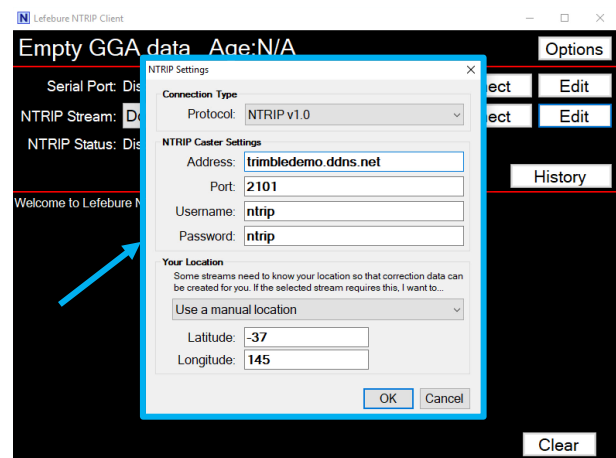 Lefebure NTRIP Client
Empty GGA data Age:N/A
Options
NTRIP Settings
Serial Port: Dis
ect
Edit
Connection Type
Protocol: NTRIP v1.0
NTRIP Stream: Do
ect
Edit
NTRIP Status: Dis
NTRIP Caster Settings
Address: trimbledemo.ddns.net
Port: 2101
History
Welcome to Lefebure N
Username: ntrip
Password: ntrip
Your Location
Some streams need to know your location so that correction data can
be created for you. If the selected stream requires this, I want to...
Use a manual location
Latitude: -37
Longitude: 145
OK
Cancel
Clear